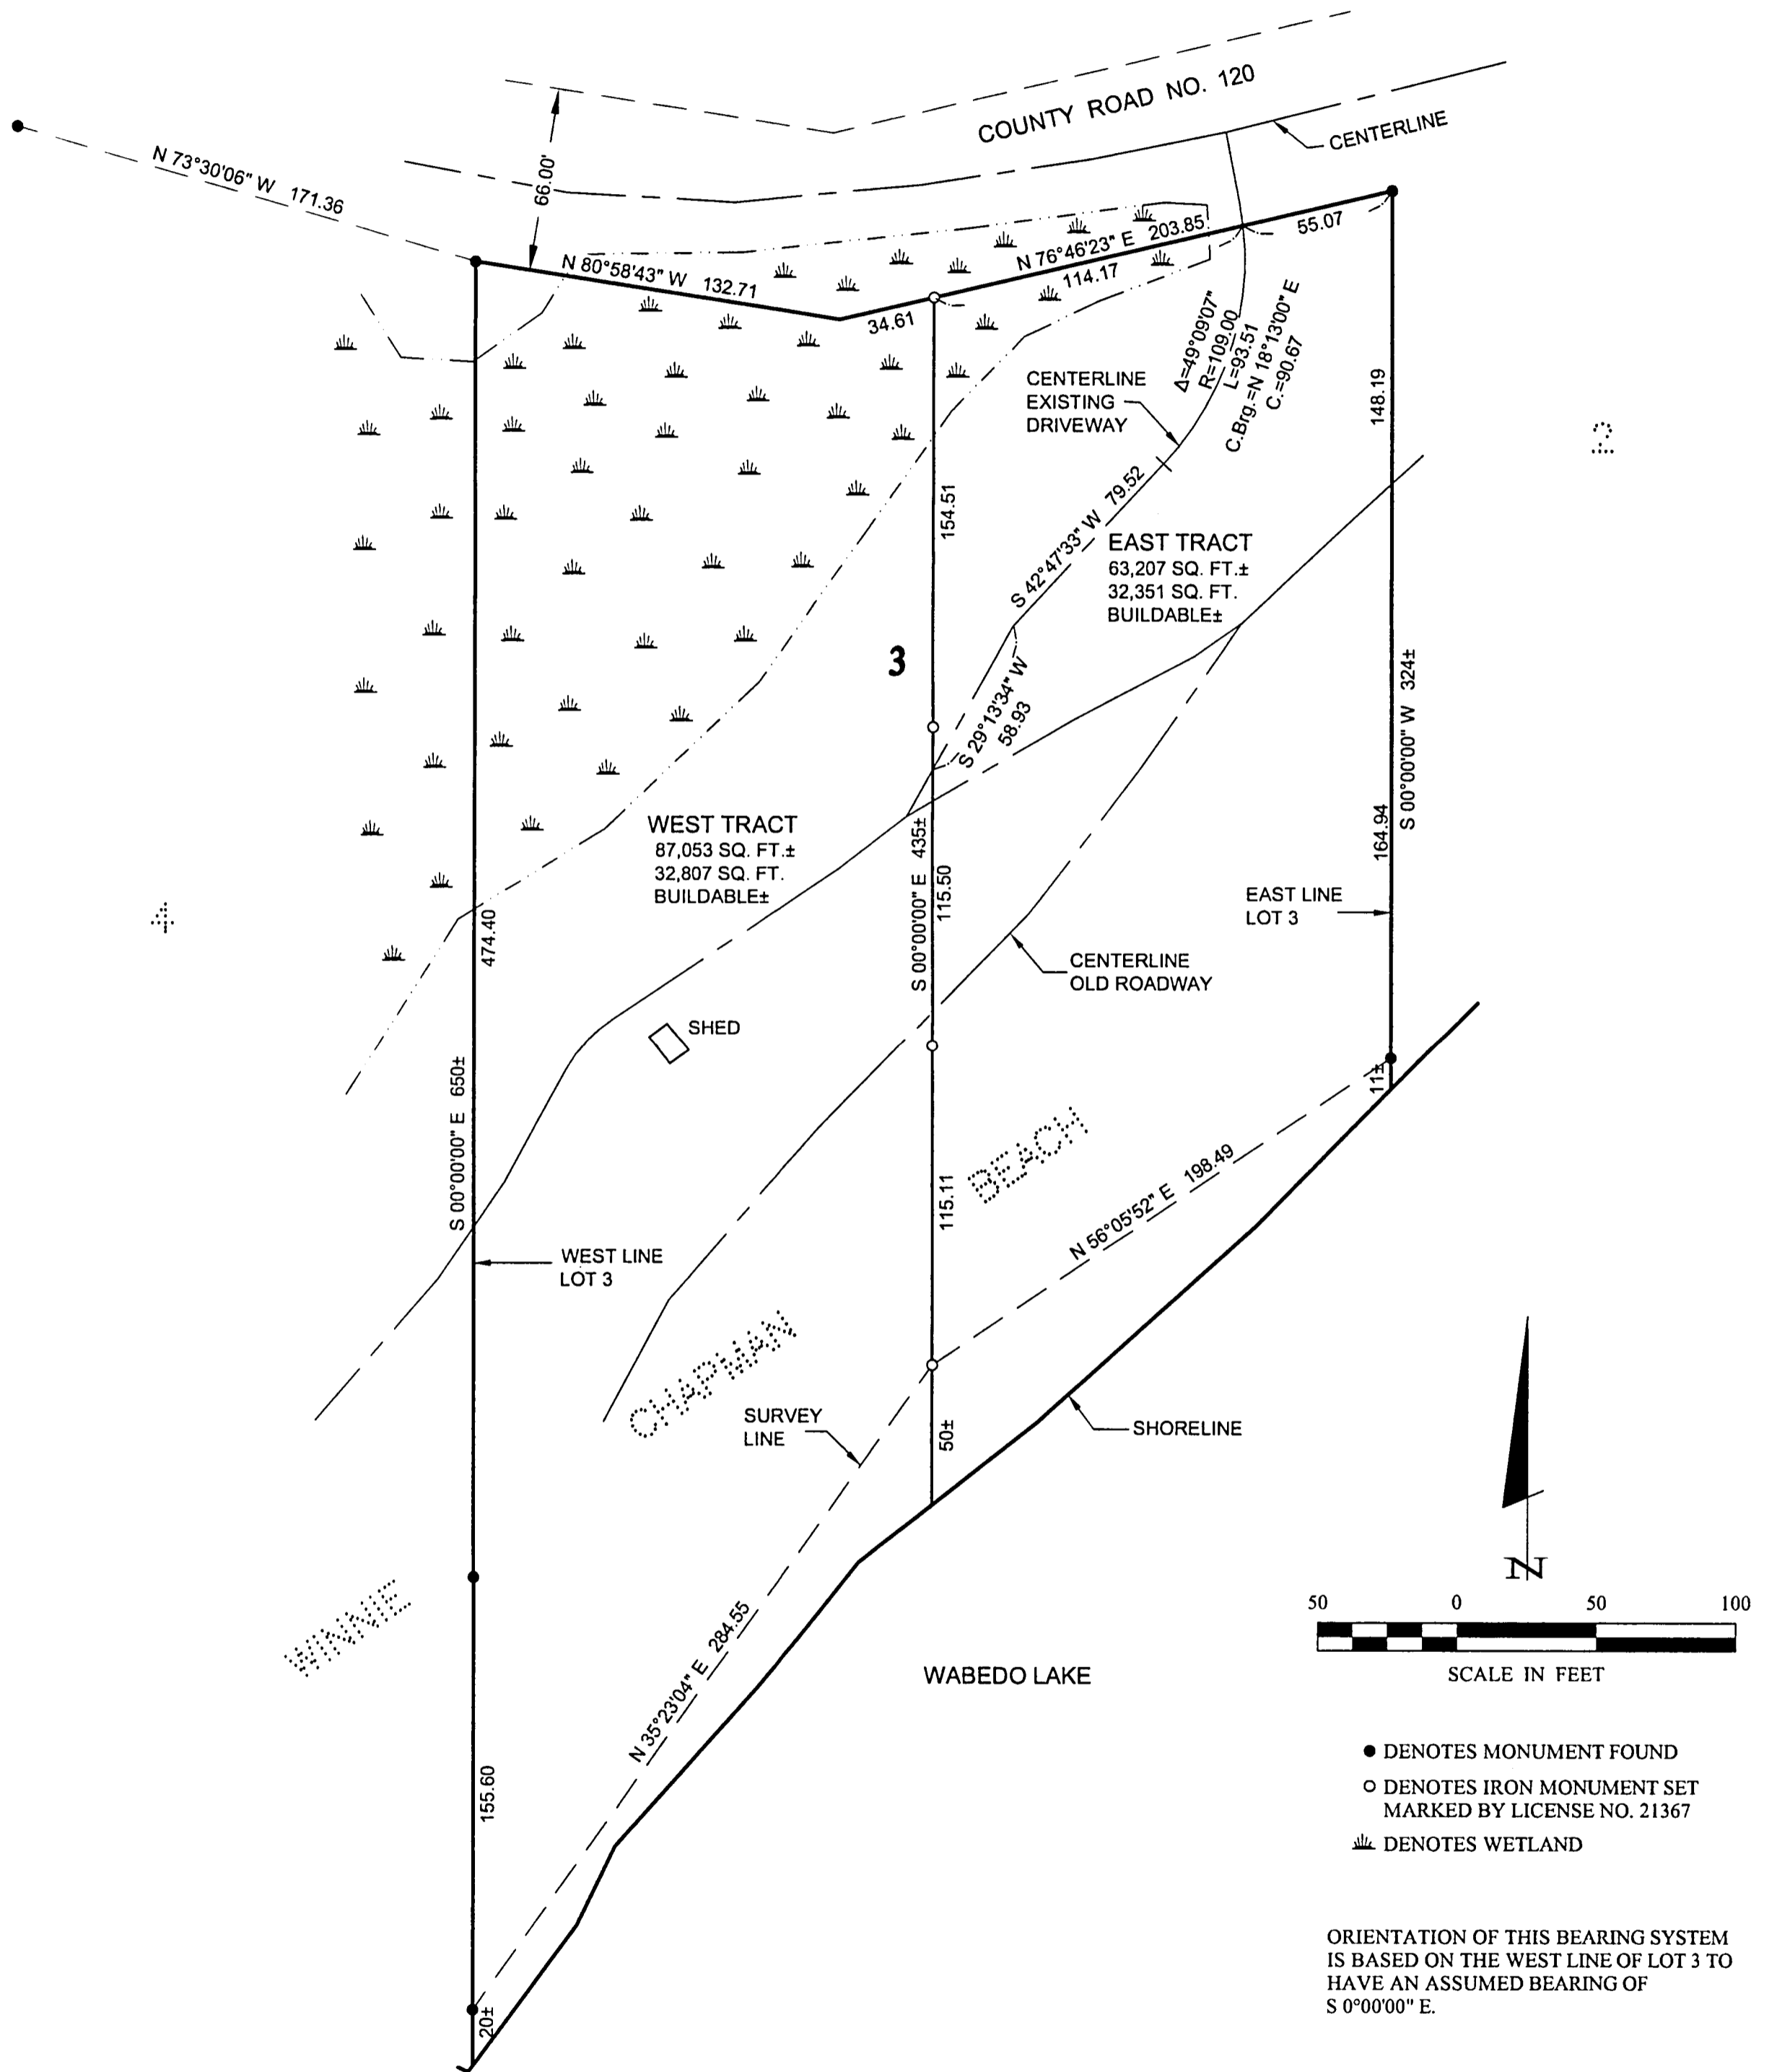 COUNTY ROAD NO. 120
CENTERLINE
N 73°30'06" W 171.36
66.00'
N 80°58'43" W 132.71
N 76°46'23" E 203.85
55.07
114.17
34.61
Δ=49°09'07"
R=109.00
L=93.51
C.Brg.=N 18°13'00" E
C.=90.67
CENTERLINE
EXISTING
DRIVEWAY
148.19
2
154.51
S 42°47'33" W 79.52
EAST TRACT
63,207 SQ. FT.±
32,351 SQ. FT.
BUILDABLE±
3
S 29°13'34" W
58.93
S 00°00'00" W 324±
164.94
WEST TRACT
87,053 SQ. FT.±
32,807 SQ. FT.
BUILDABLE±
S 00°00'00" E 435±
115.50
EAST LINE
LOT 3
4
474.40
CENTERLINE
OLD ROADWAY
SHED
S 00°00'00" E 650±
11±
BEACH
N 56°05'52" E 198.49
115.11
WEST LINE
LOT 3
CHAPMAN
SURVEY
LINE
50±
SHORELINE
WINNIE
N 35°23'04" E 284.55
WABEDO LAKE
N
50 0 50 100
SCALE IN FEET
155.60
DENOTES MONUMENT FOUND
DENOTES IRON MONUMENT SET
MARKED BY LICENSE NO. 21367
DENOTES WETLAND
ORIENTATION OF THIS BEARING SYSTEM
IS BASED ON THE WEST LINE OF LOT 3 TO
HAVE AN ASSUMED BEARING OF
S 0°00'00" E.
20±